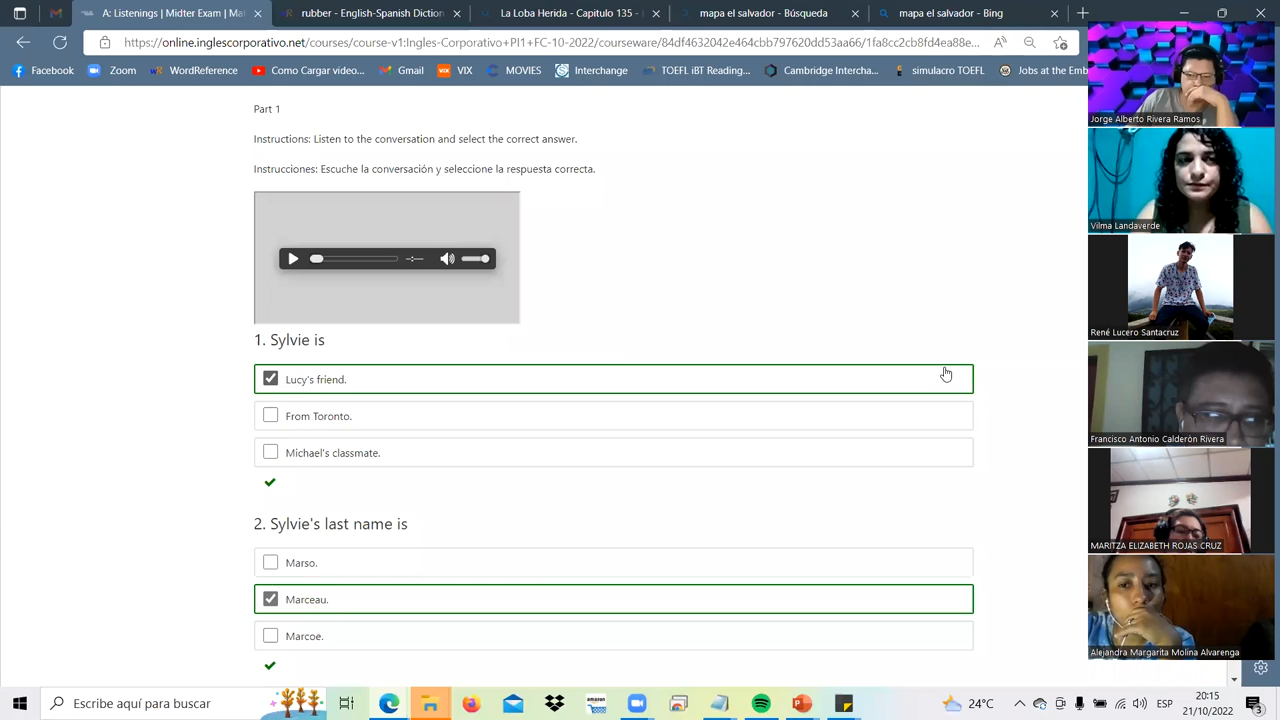 A: Listenings | Midter Exam | Mat
rubber - English-Spanish Diction
La Loba Herida - Capitulo 135 -
mapa el salvador - Búsqueda
mapa el salvador - Bing
https://online.inglescorporativo.net/courses/course-v1:Ingles-Corporativo+PI1+FC-10-2022/courseware/84df4632042e464cbb797620dd53aa66/1fa8cc2cb8fd4ea88e...
Facebook
Zoom
WordReference
Como Cargar vídeo...
Gmail
VIX
MOVIES
Interchange
TOEFL iBT Reading...
Cambridge Intercha...
simulacro TOEFL
Jobs at the Emb
Part 1
Instructions: Listen to the conversation and select the correct answer.
Instrucciones: Escuche la conversación y seleccione la respuesta correcta.
1. Sylvie is
Lucy's friend.
From Toronto.
Michael's classmate.
2. Sylvie's last name is
Marso.
Marceau.
Marcoe.
Jorge Alberto Rivera Ramos
Vilma Landaverde
René Lucero Santacruz
Francisco Antonio Calderòn Rivera
MARITZA ELIZABETH ROJAS CRUZ
Alejandra Margarita Molina Alvarenga
Escribe aquí para buscar
24°C
ESP
20:15
21/10/2022
3